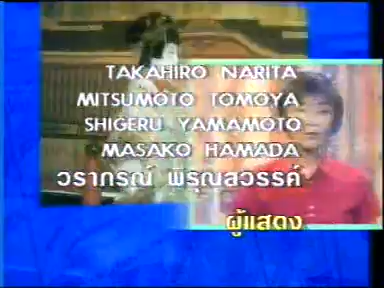 TAKAHIRO NARITA
MITSUMOTO TOMOYA
SHIGERU YAMAMOTO
MASAKO HAMADA
วราภรณ์ พิรุณสวรรค์
ผู้แสดง